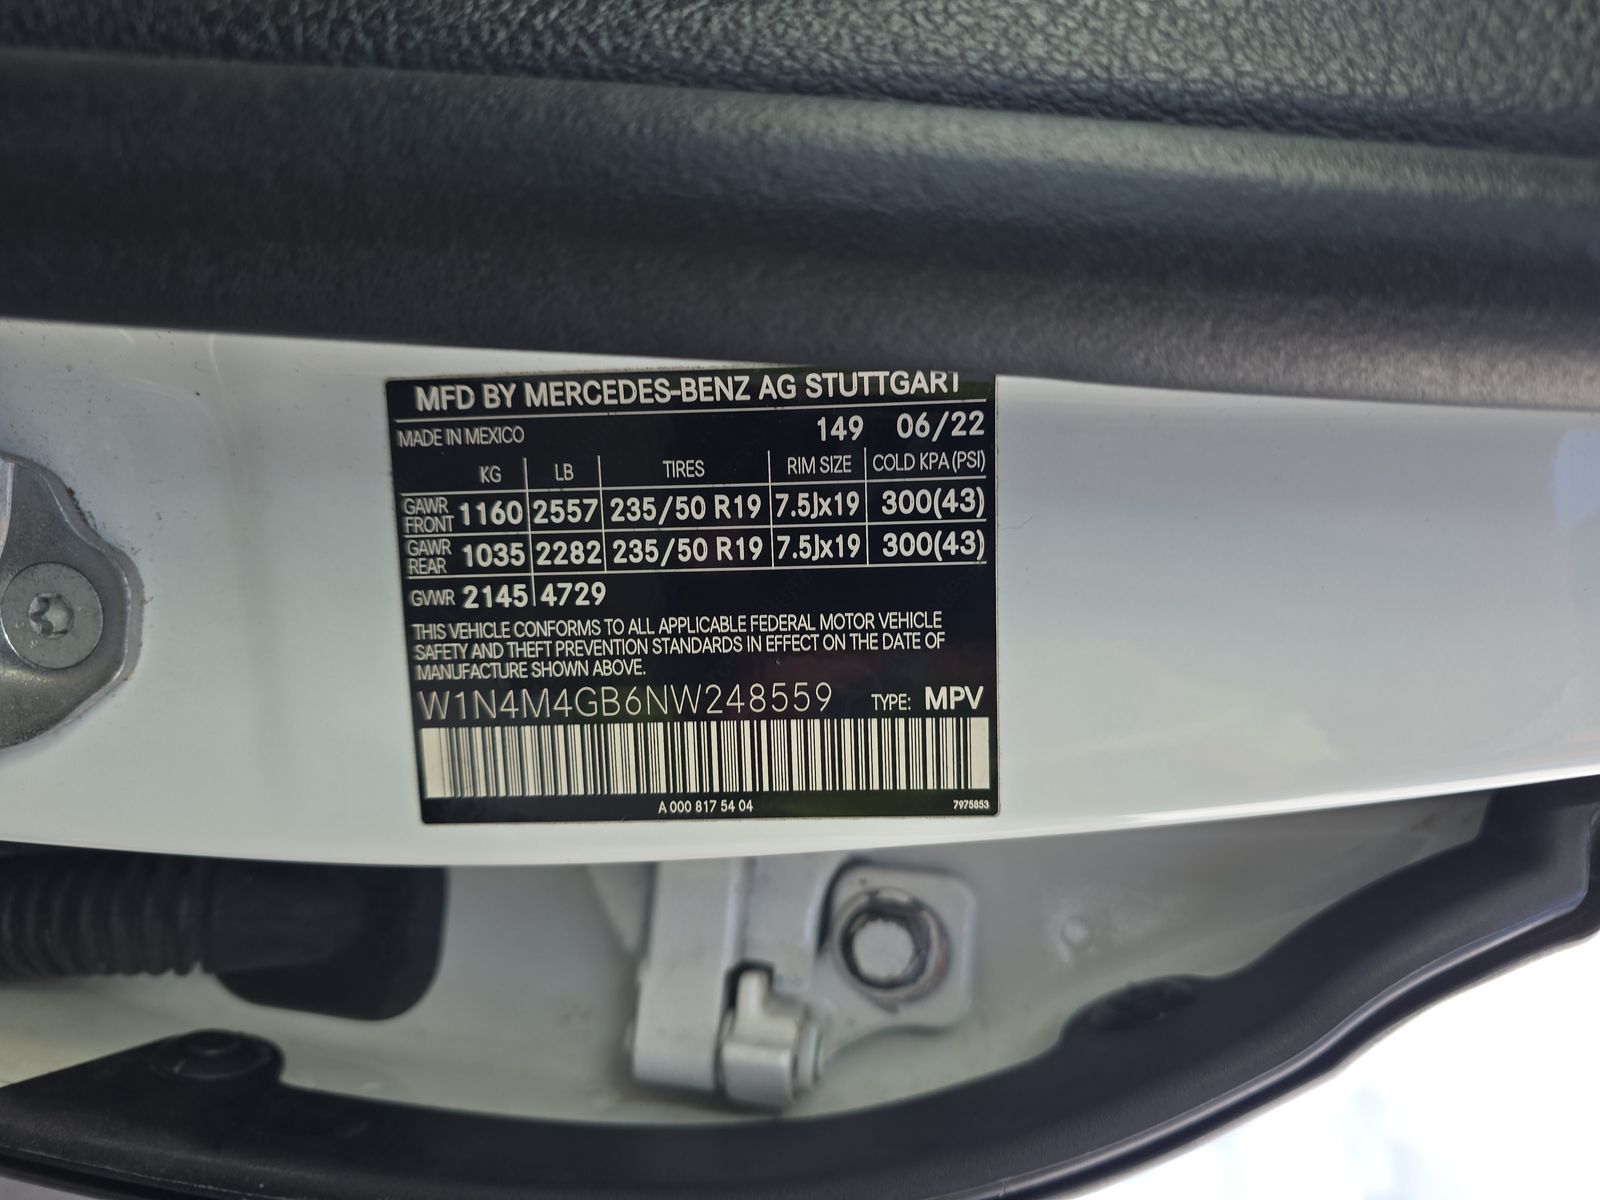 MFD BY MERCEDES-BENZ AG STUTTGART
MADE IN MEXICO 149 06/22
KG LB TIRES RIM SIZE COLD KPA (PSI)
GAWR FRONT 1160 2557 235/50 R19 7.5Jx19 300(43)
GAWR REAR 1035 2282 235/50 R19 7.5Jx19 300(43)
GVWR 2145 4729
THIS VEHICLE CONFORMS TO ALL APPLICABLE FEDERAL MOTOR VEHICLE
SAFETY AND THEFT PREVENTION STANDARDS IN EFFECT ON THE DATE OF
MANUFACTURE SHOWN ABOVE.
W1N4M4GB6NW248559 TYPE: MPV
A 000 817 54 04 7975853